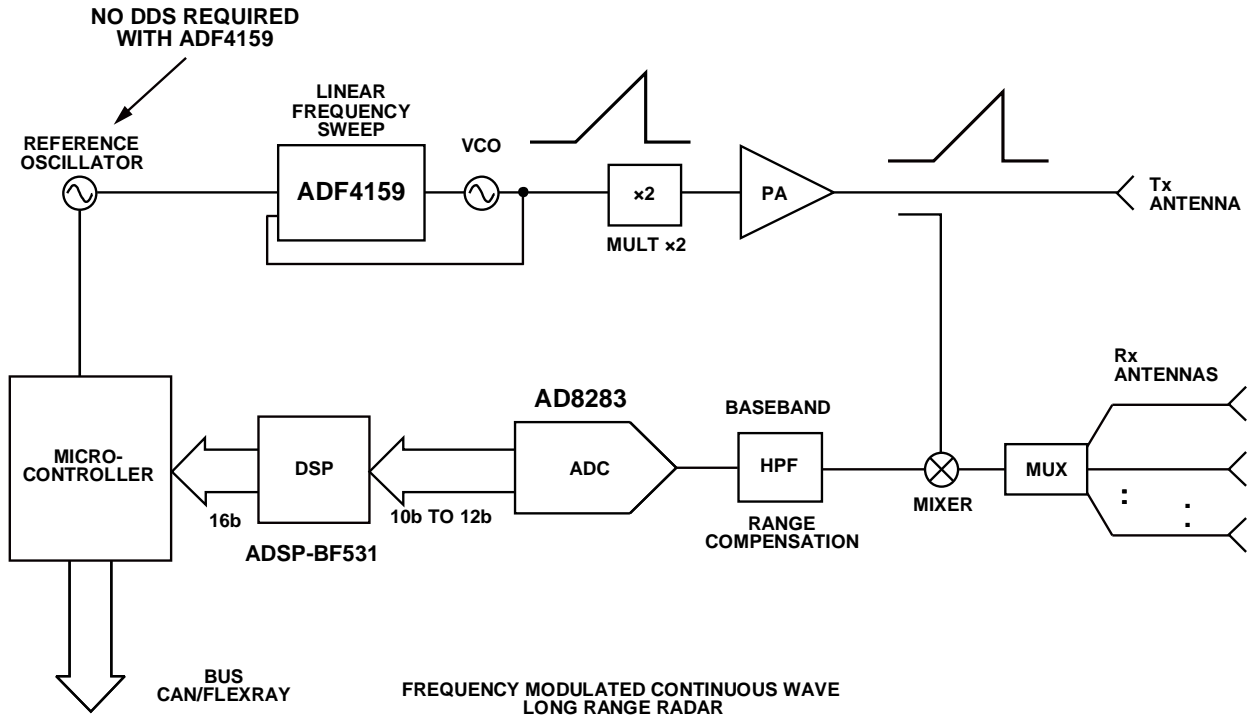 NO DDS REQUIRED
WITH ADF4159
LINEAR
FREQUENCY
SWEEP
REFERENCE
OSCILLATOR
VCO
ADF4159
×2
MULT ×2
PA
Tx
ANTENNA
Rx
ANTENNAS
MICRO-
CONTROLLER
DSP
16b
ADSP-BF531
10b TO 12b
AD8283
ADC
BASEBAND
HPF
RANGE
COMPENSATION
MIXER
MUX
BUS
CAN/FLEXRAY
FREQUENCY MODULATED CONTINUOUS WAVE
LONG RANGE RADAR